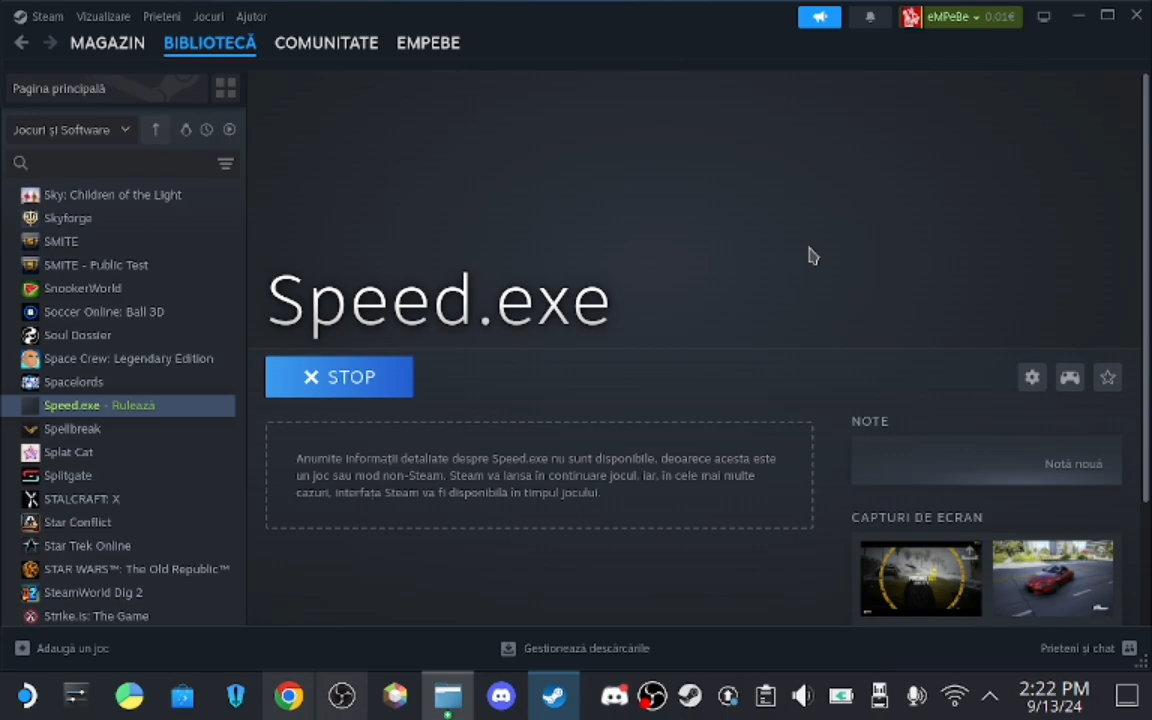 Steam Vizualizare Prieteni Jocuri Ajutor
eMPeBe 0,01€
MAGAZIN BIBLIOTECĂ COMUNITATE EMPEBE
Pagina principală
Jocuri și Software
Sky: Children of the Light
Skyforge
SMITE
SMITE - Public Test
SnookerWorld
Soccer Online: Ball 3D
Soul Dossier
Space Crew: Legendary Edition
Spacelords
Speed.exe - Rulează
Spellbreak
Splat Cat
Splitgate
STALCRAFT: X
Star Conflict
Star Trek Online
STAR WARS™: The Old Republic™
SteamWorld Dig 2
Strike.is: The Game
Speed.exe
STOP
Anumite informații detaliate despre Speed.exe nu sunt disponibile, deoarece acesta este
un joc sau mod non-Steam. Steam va lansa în continuare jocul, iar, în cele mai multe
cazuri, interfața Steam va fi disponibilă în timpul jocului.
NOTE
Notă nouă
CAPTURI DE ECRAN
Adaugă un joc
Gestionează descărcările
Prieteni și chat
2:22 PM
9/13/24